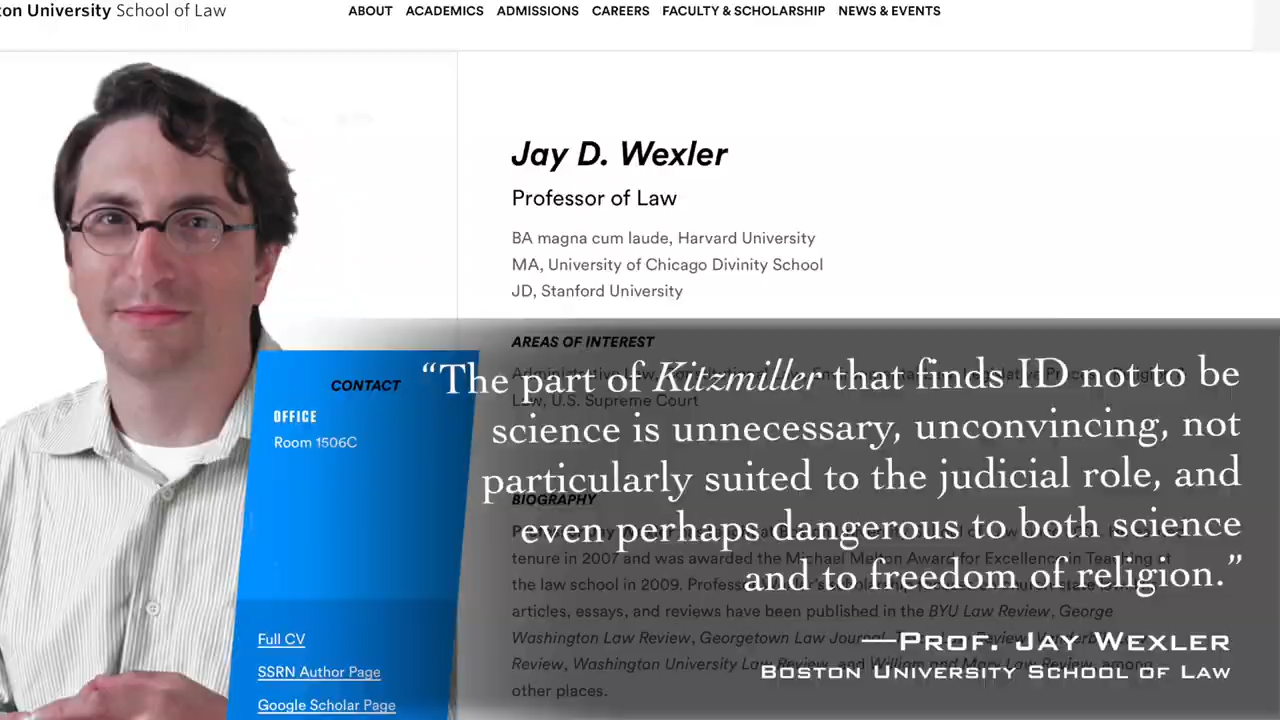 ton University School of Law
ABOUT ACADEMICS ADMISSIONS CAREERS FACULTY & SCHOLARSHIP NEWS & EVENTS
Jay D. Wexler
Professor of Law
BA magna cum laude, Harvard University
MA, University of Chicago Divinity School
JD, Stanford University
AREAS OF INTEREST
Law, U.S. Supreme Court
CONTACT
OFFICE
Room 1506C
“The part of Kitzmiller that finds ID not to be
science is unnecessary, unconvincing, not
particularly suited to the judicial role, and
even perhaps dangerous to both science
and to freedom of religion.”
—Prof. Jay Wexler
Boston University School of Law
BIOGRAPHY
tenure in 2007 and was awarded the Michael Melton Award for Excellence in Teaching at
the law school in 2009.
articles, essays, and reviews have been published in the BYU Law Review, George
Washington Law Review, Georgetown Law Journal,
Review, Washington University Law Review, and William and Mary Law Review, among
other places.
Full CV
SSRN Author Page
Google Scholar Page